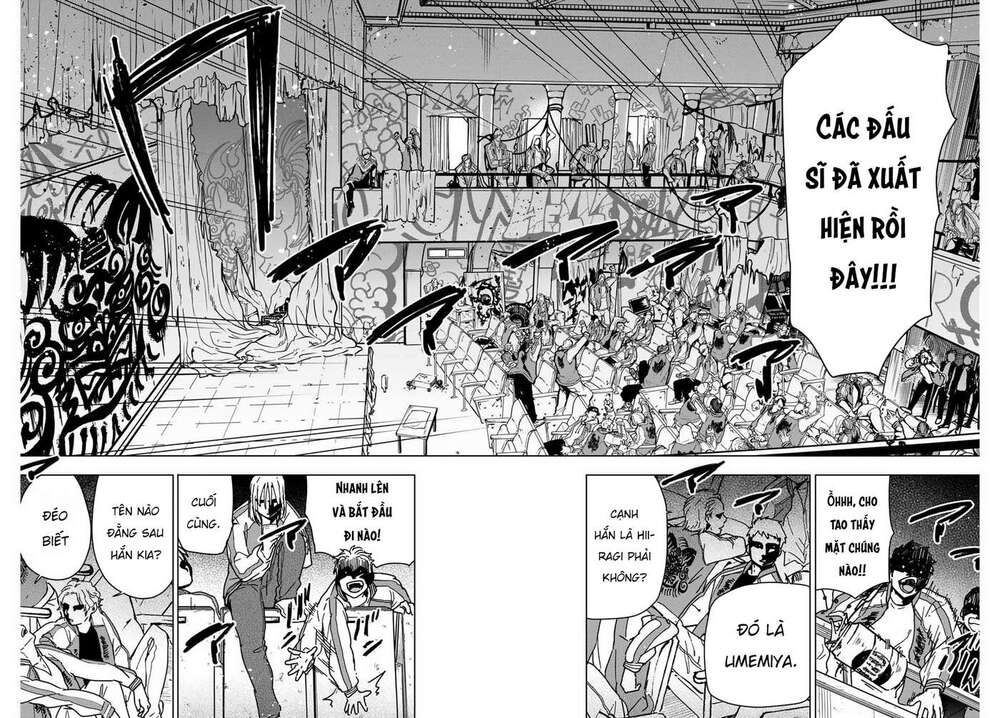 CÁC ĐẤU
SĨ ĐÃ XUẤT
HIỆN RỒI
ĐÂY!!!
ỒHHH, CHO
TAO THẤY
MẶT CHÚNG
NÀO!!
CẠNH
HẮN LÀ HII-
RAGI PHẢI
KHÔNG?
ĐÓ LÀ
UMEMIYA.
NHANH LÊN
VÀ BẮT ĐẦU
ĐI NÀO!
CUỐI
CÙNG.
TÊN NÀO
ĐẰNG SAU
HẮN KIA?
ĐÉO
BIẾT